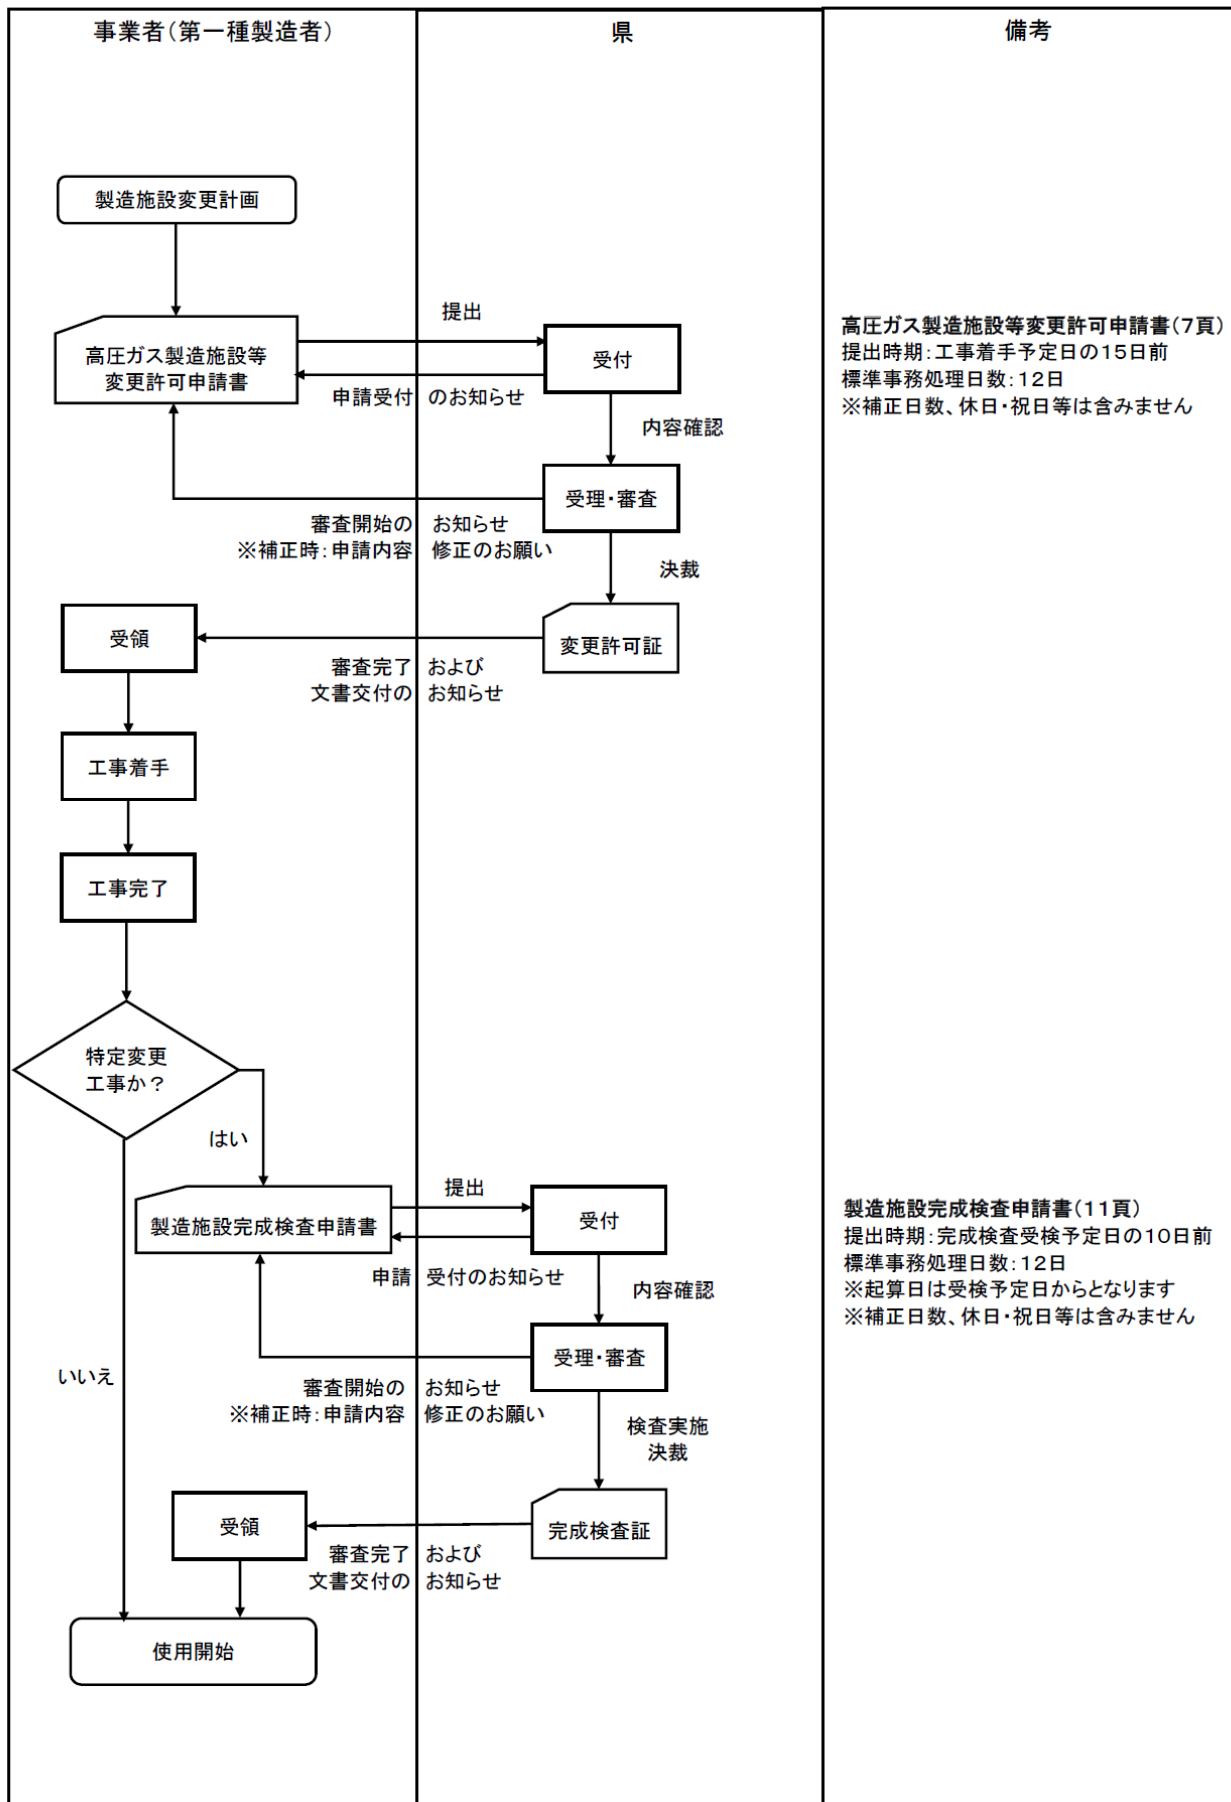 事業者(第一種製造者)
県
備考
製造施設変更計画
提出
高圧ガス製造施設等
変更許可申請書
受付
申請受付 のお知らせ
高圧ガス製造施設等変更許可申請書(7頁)
提出時期:工事着手予定日の15日前
標準事務処理日数:12日
※補正日数、休日・祝日等は含みません
内容確認
受理・審査
審査開始の お知らせ
※補正時:申請内容 修正のお願い
決裁
受領
変更許可証
審査完了 および
文書交付の お知らせ
工事着手
工事完了
特定変更
工事か?
はい
いいえ
提出
製造施設完成検査申請書
受付
申請 受付のお知らせ
製造施設完成検査申請書(11頁)
提出時期:完成検査受検予定日の10日前
標準事務処理日数:12日
※起算日は受検予定日からとなります
※補正日数、休日・祝日等は含みません
内容確認
受理・審査
審査開始の お知らせ
※補正時:申請内容 修正のお願い
検査実施
決裁
受領
完成検査証
審査完了 および
文書交付の お知らせ
使用開始